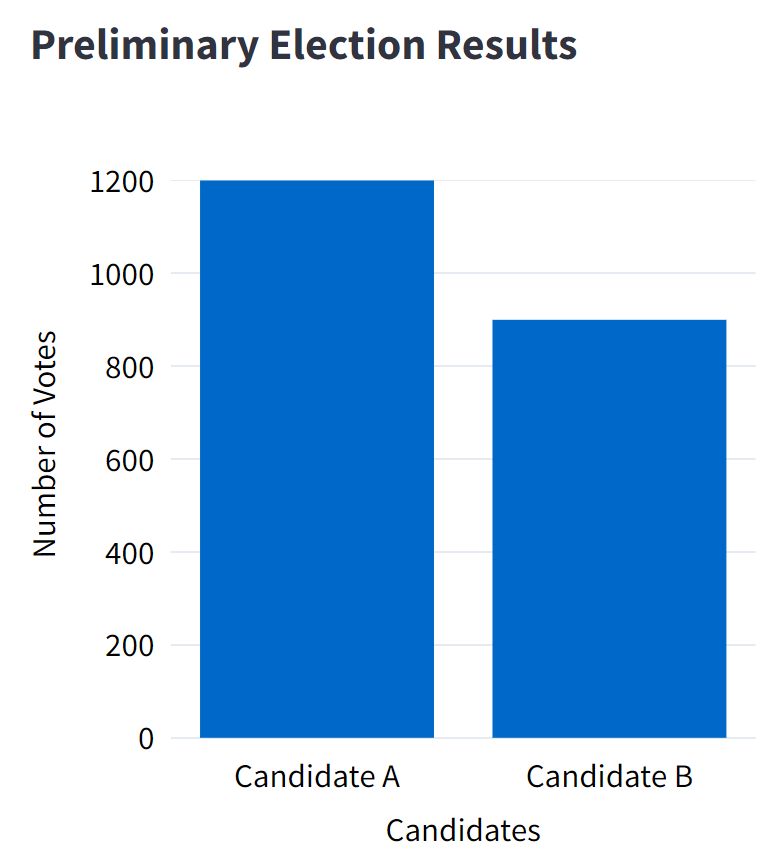 Preliminary Election Results
1200
1000
800
600
400
200
0
Number of Votes
Candidate A
Candidate B
Candidates